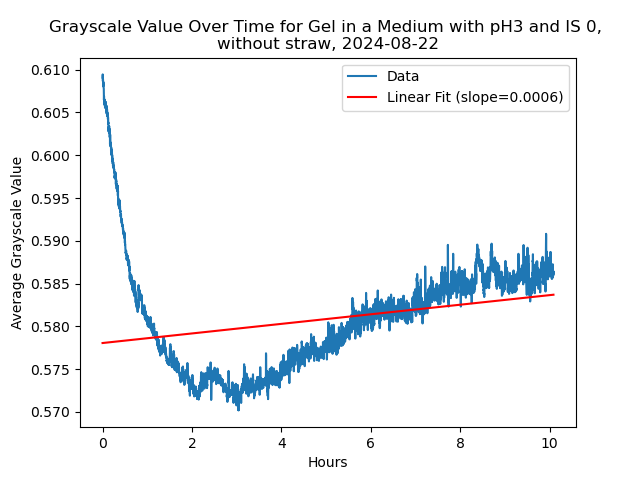 Grayscale Value Over Time for Gel in a Medium with pH3 and IS 0,
without straw, 2024-08-22
Data
Linear Fit (slope=0.0006)
0.610
0.605
0.600
0.595
0.590
0.585
0.580
0.575
0.570
Average Grayscale Value
0
2
4
6
8
10
Hours